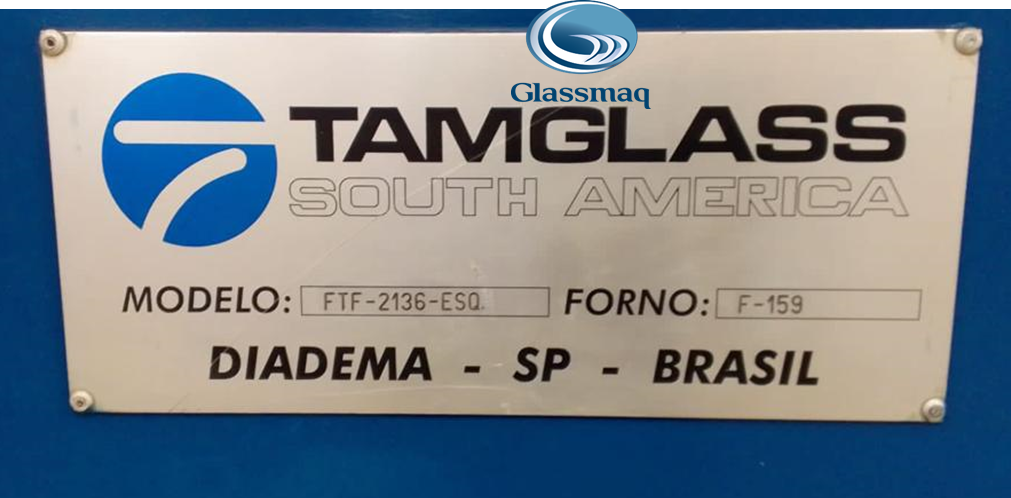 Glassmaq
TAMGLASS
SOUTH AMERICA
MODELO: FTF-2136-ESQ. FORNO: F-159
DIADEMA - SP - BRASIL